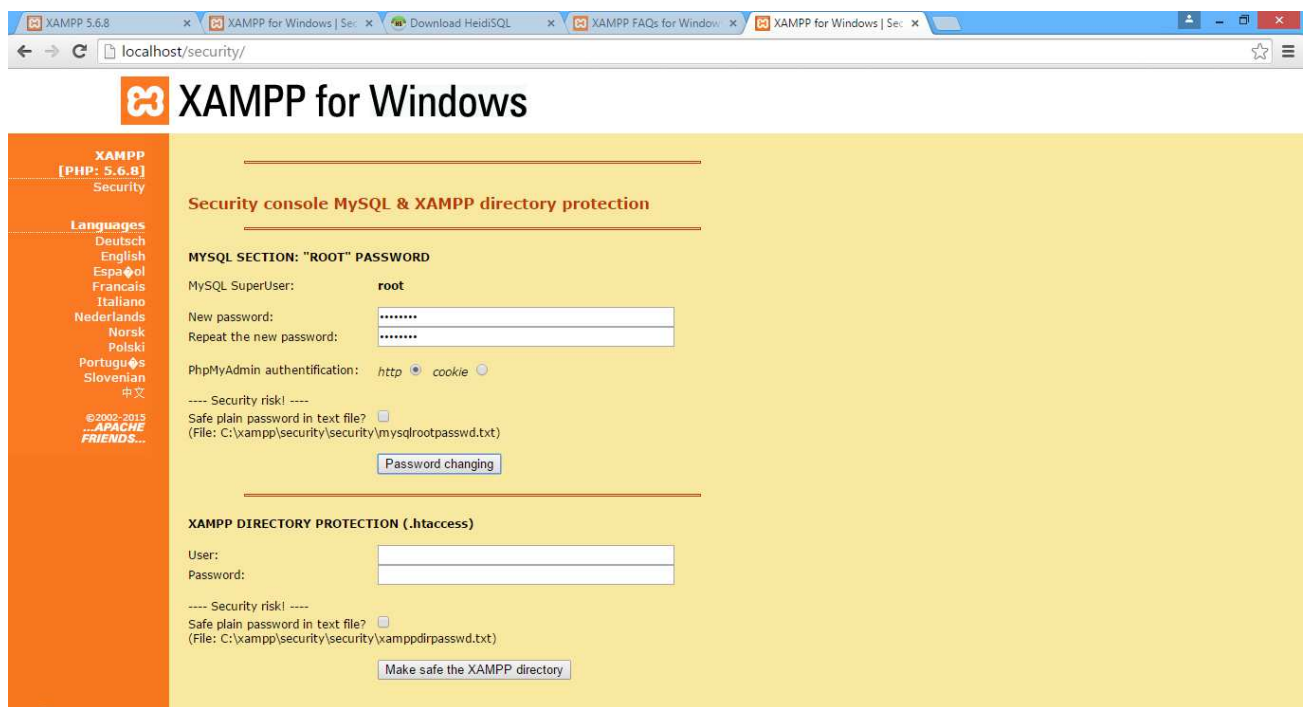 XAMPP 5.6.8
XAMPP for Windows | Sec
Download HeidiSQL
XAMPP FAQs for Window
XAMPP for Windows | Sec
localhost/security/
XAMPP for Windows
XAMPP
[PHP: 5.6.8]
Security
Languages
Deutsch
English
Espa�ol
Francais
Italiano
Nederlands
Norsk
Polski
Portugu�s
Slovenian
中文
©2002-2015
...APACHE
FRIENDS...
Security console MySQL & XAMPP directory protection
MYSQL SECTION: "ROOT" PASSWORD
MySQL SuperUser: root
New password: ••••••••
Repeat the new password: ••••••••
PhpMyAdmin authentification: http cookie
---- Security risk! ----
Safe plain password in text file?
(File: C:\xampp\security\security\mysqlrootpasswd.txt)
Password changing
XAMPP DIRECTORY PROTECTION (.htaccess)
User:
Password:
---- Security risk! ----
Safe plain password in text file?
(File: C:\xampp\security\security\xamppdirpasswd.txt)
Make safe the XAMPP directory